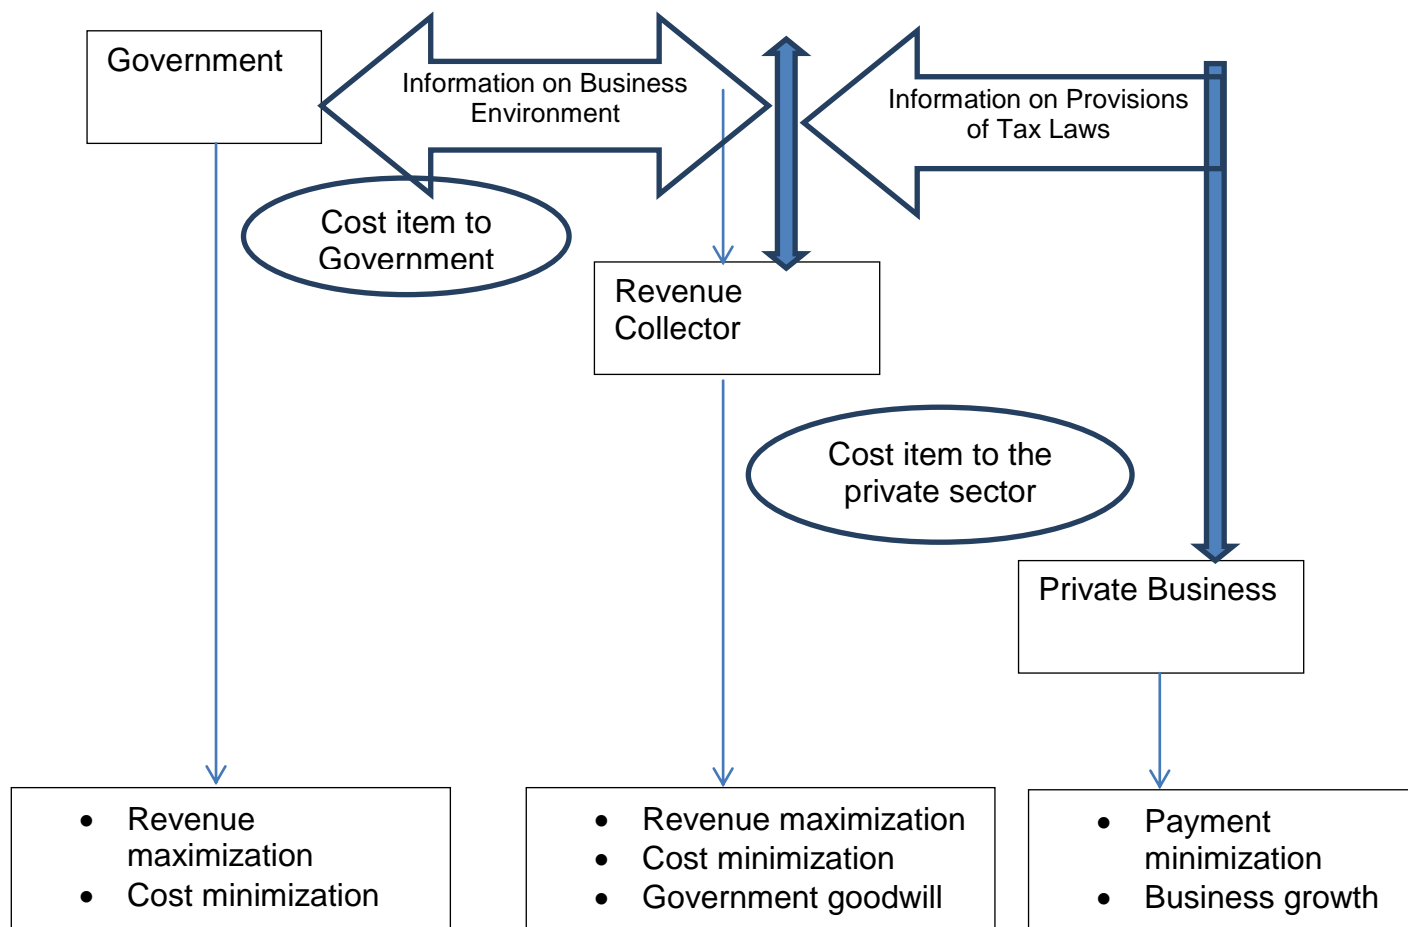 Government
Information on Business
Environment
Information on Provisions
of Tax Laws
Cost item to
Government
Revenue
Collector
Cost item to the
private sector
Private Business
• Revenue
maximization
• Cost minimization
• Revenue maximization
• Cost minimization
• Government goodwill
• Payment
minimization
• Business growth